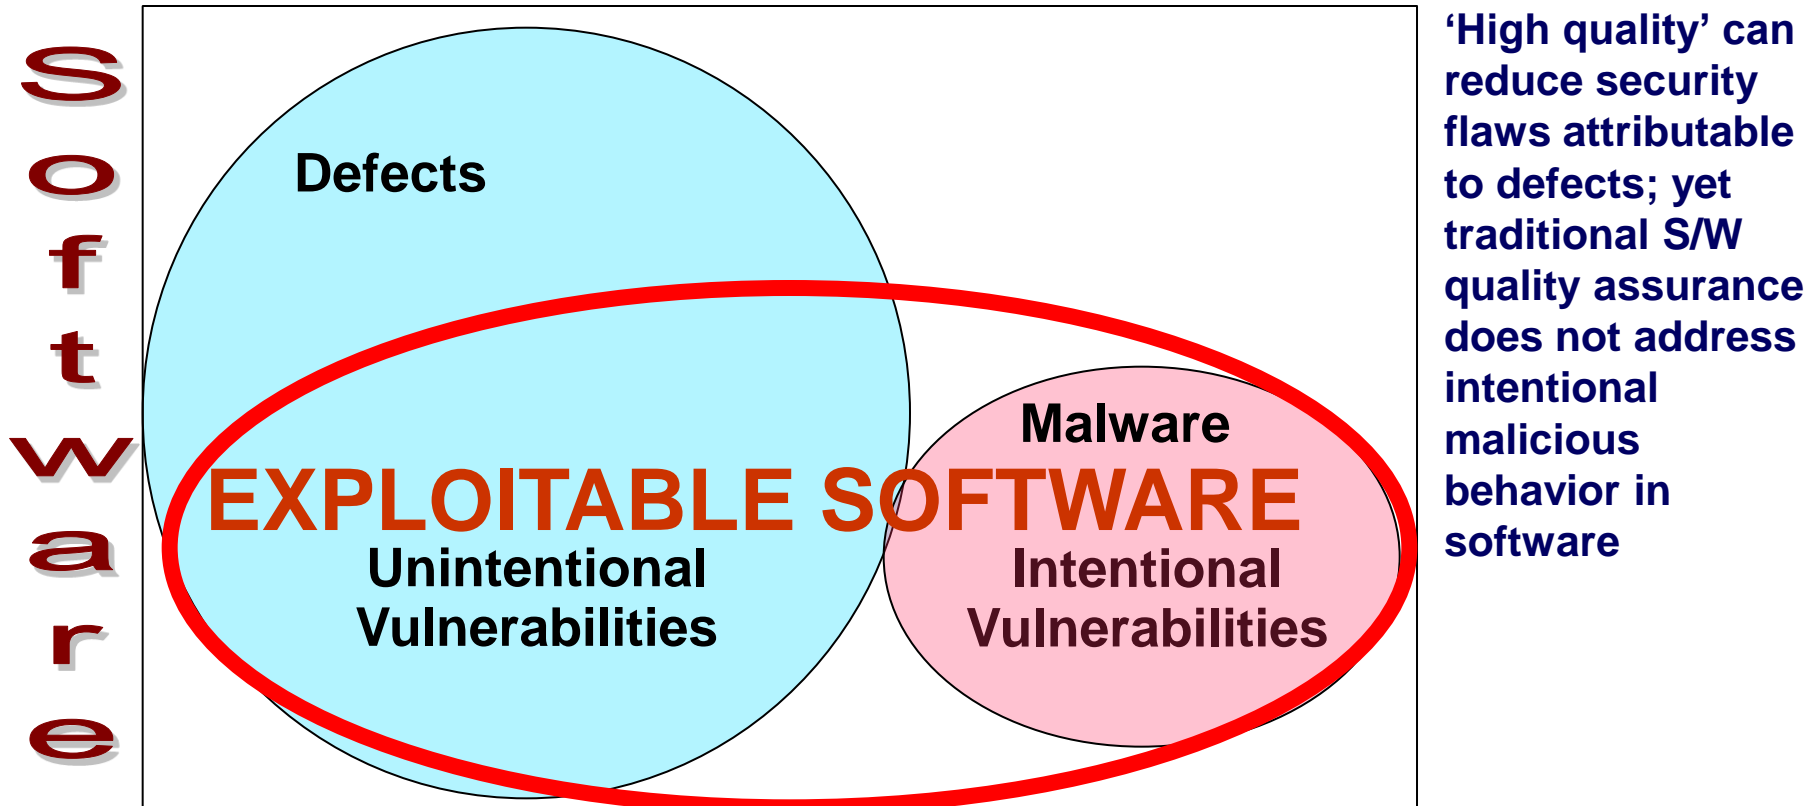 Software
Defects
Malware
EXPLOITABLE SOFTWARE
Unintentional
Vulnerabilities
Intentional
Vulnerabilities
‘High quality’ can
reduce security
flaws attributable
to defects; yet
traditional S/W
quality assurance
does not address
intentional
malicious
behavior in
software